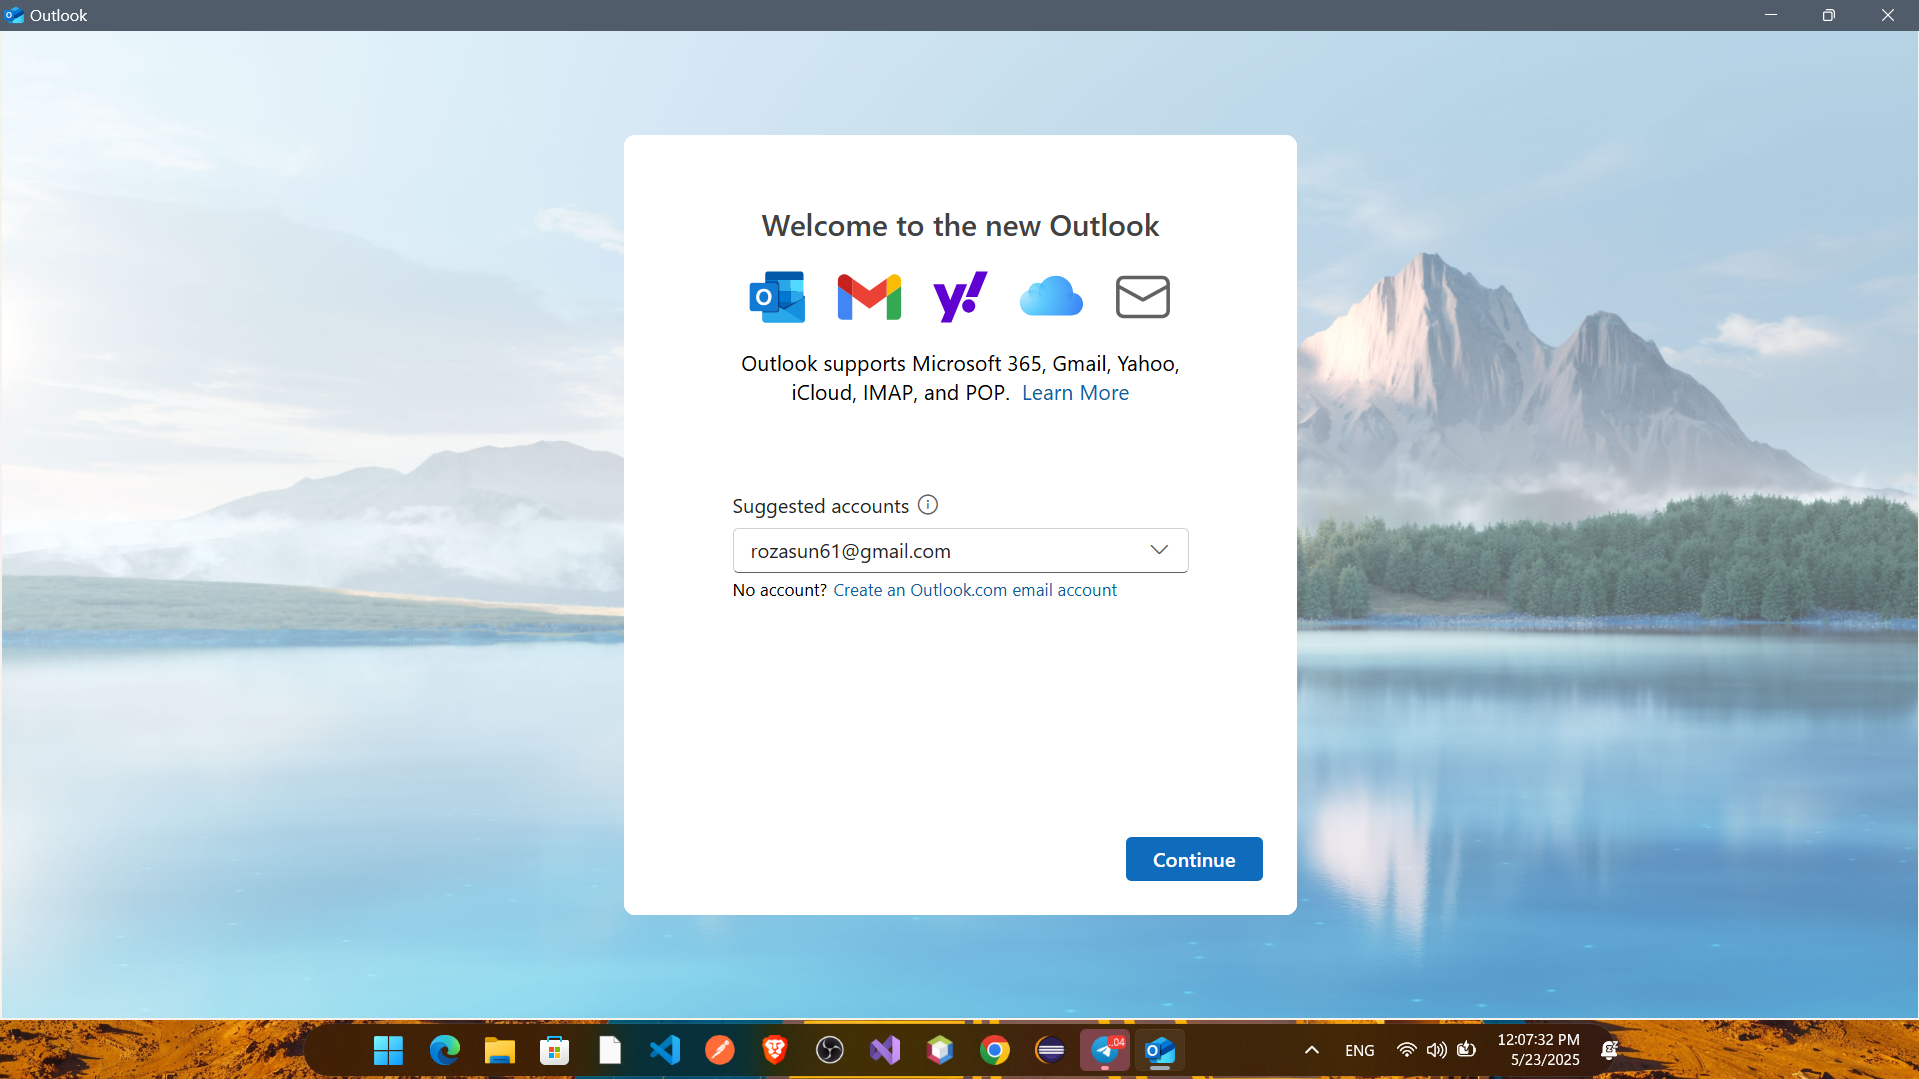 Outlook
Welcome to the new Outlook
Outlook supports Microsoft 365, Gmail, Yahoo,
iCloud, IMAP, and POP. Learn More
Suggested accounts
rozasun61@gmail.com
No account? Create an Outlook.com email account
Continue
..04
ENG
12:07:32 PM
5/23/2025